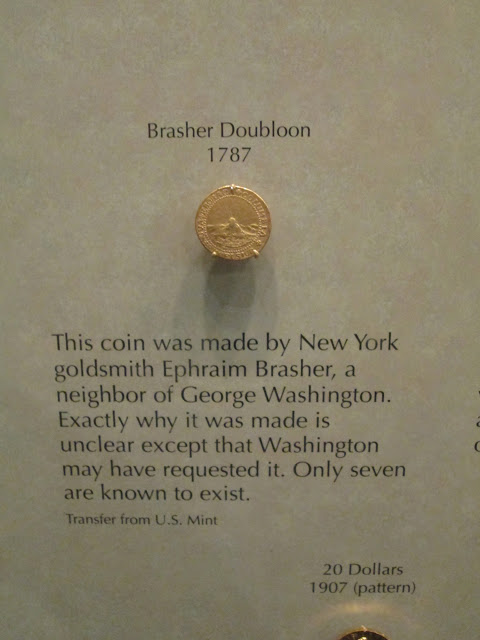 Brasher Doubloon
1787
This coin was made by New York
goldsmith Ephraim Brasher, a
neighbor of George Washington.
Exactly why it was made is
unclear except that Washington
may have requested it. Only seven
are known to exist.
Transfer from U.S. Mint
20 Dollars
1907 (pattern)